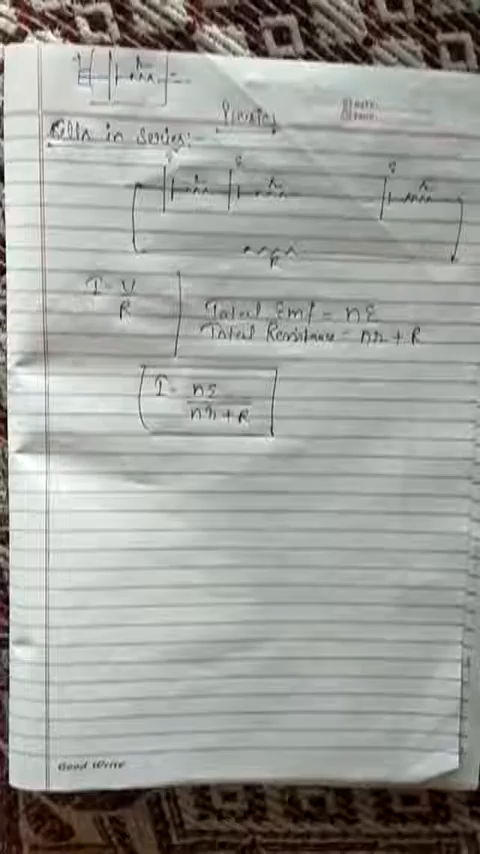 r
Cells in series:-
ε ε ε
r r r
R
I = V/R
Total Emf = nε
Total Resistance = nr + R
I = nε/nr + R
Good Write